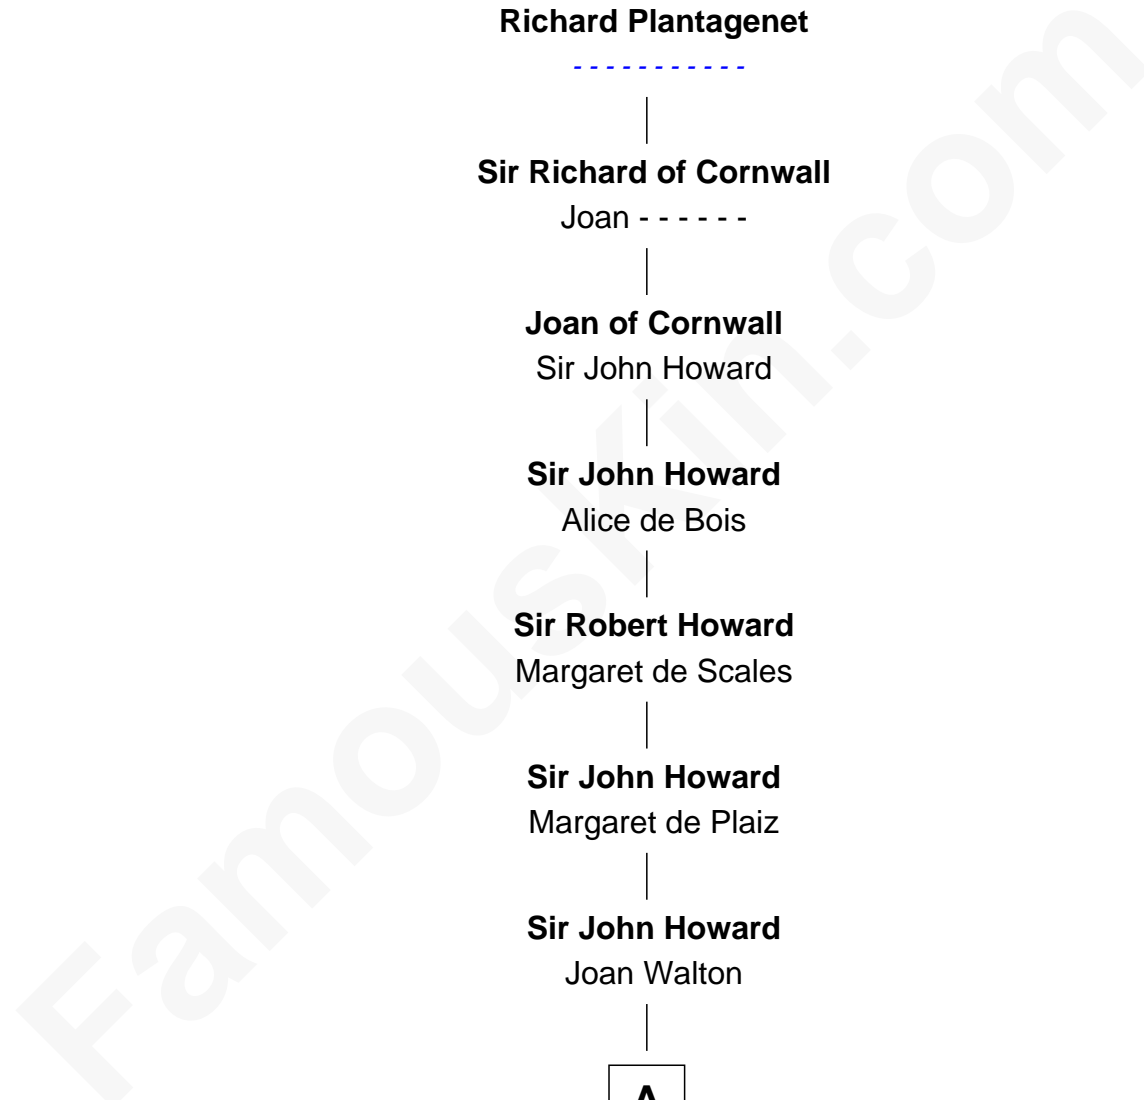 Richard Plantagenet
- - - - - - - - - - -
Sir Richard of Cornwall
Joan - - - - - -
Joan of Cornwall
Sir John Howard
Sir John Howard
Alice de Bois
Sir Robert Howard
Margaret de Scales
Sir John Howard
Margaret de Plaiz
Sir John Howard
Joan Walton
A
FamousKin.com